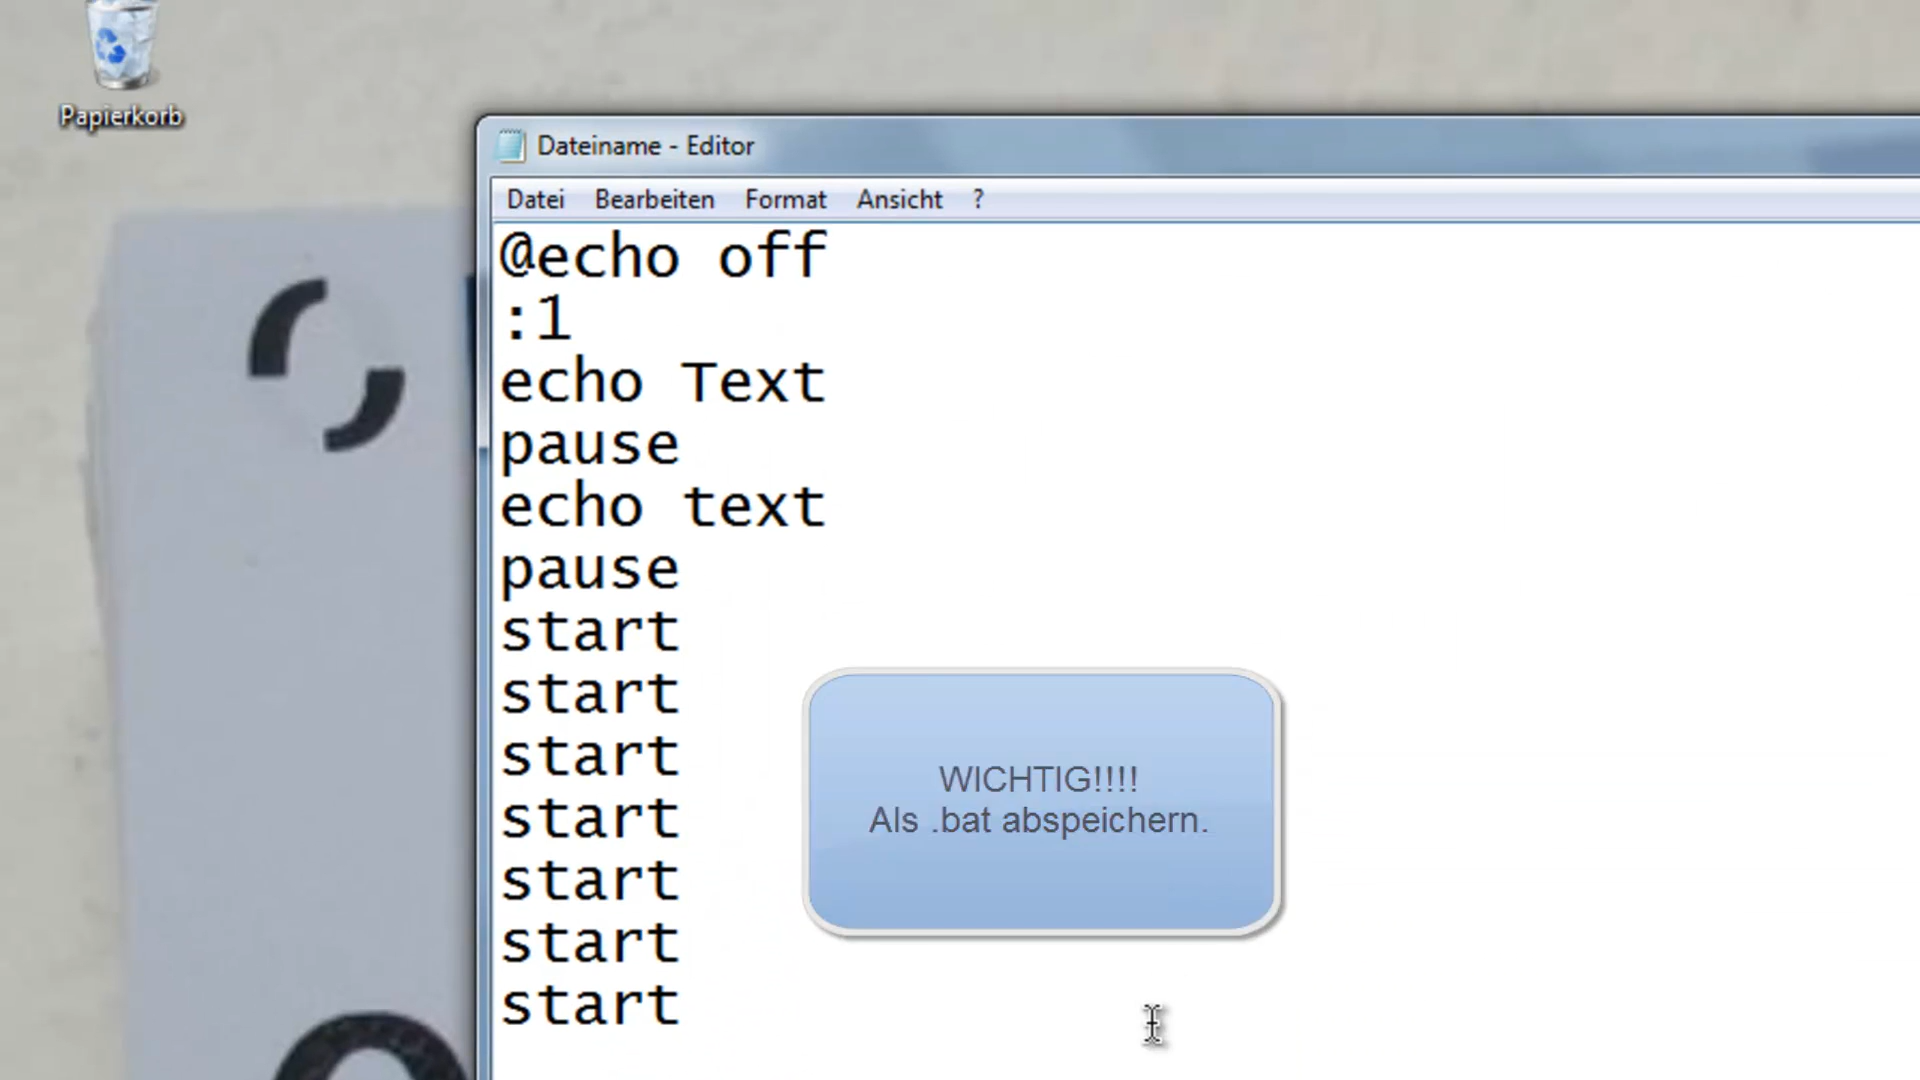 Papierkorb
Dateiname - Editor
Datei Bearbeiten Format Ansicht ?
@echo off
:1
echo Text
pause
echo text
pause
start
start
start
start
start
start
start
WICHTIG!!!!
Als .bat abspeichern.